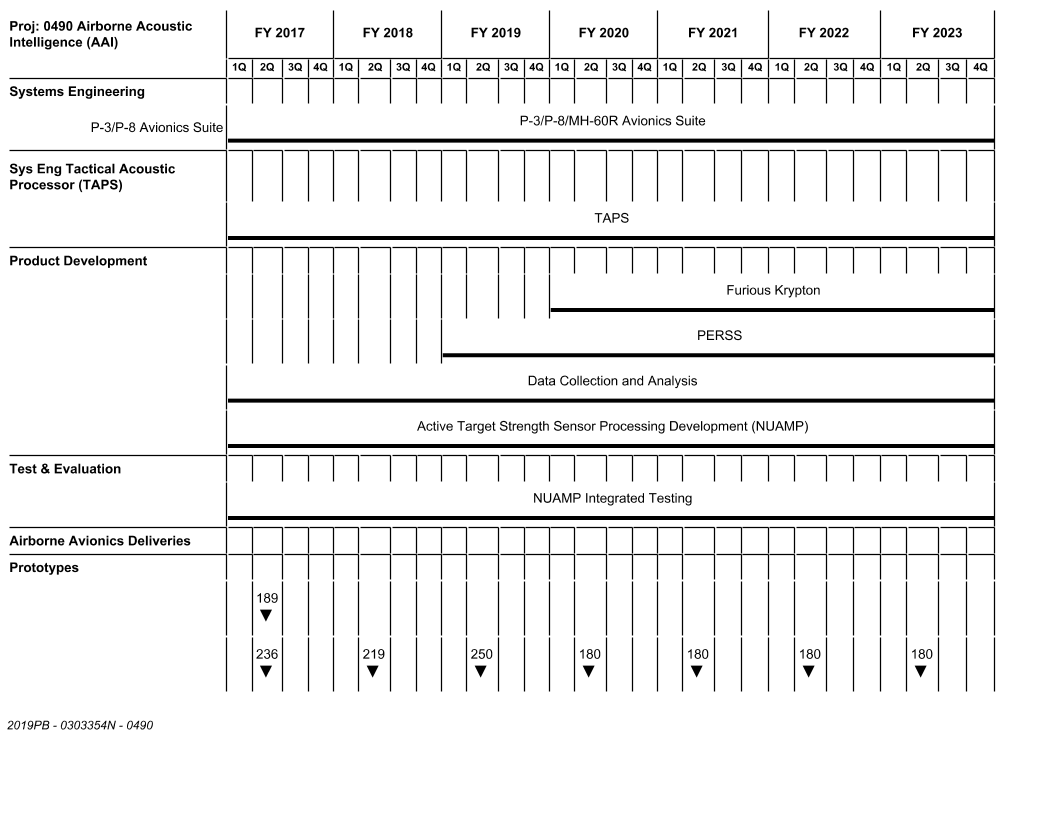 Proj: 0490 Airborne Acoustic
Intelligence (AAI)
FY 2017 FY 2018 FY 2019 FY 2020 FY 2021 FY 2022 FY 2023
1Q 2Q 3Q 4Q 1Q 2Q 3Q 4Q 1Q 2Q 3Q 4Q 1Q 2Q 3Q 4Q 1Q 2Q 3Q 4Q 1Q 2Q 3Q 4Q 1Q 2Q 3Q 4Q
Systems Engineering
P-3/P-8 Avionics Suite
P-3/P-8/MH-60R Avionics Suite
Sys Eng Tactical Acoustic
Processor (TAPS)
TAPS
Product Development
Furious Krypton
PERSS
Data Collection and Analysis
Active Target Strength Sensor Processing Development (NUAMP)
Test & Evaluation
NUAMP Integrated Testing
Airborne Avionics Deliveries
Prototypes
189
236 219 250 180 180 180 180
2019PB - 0303354N - 0490